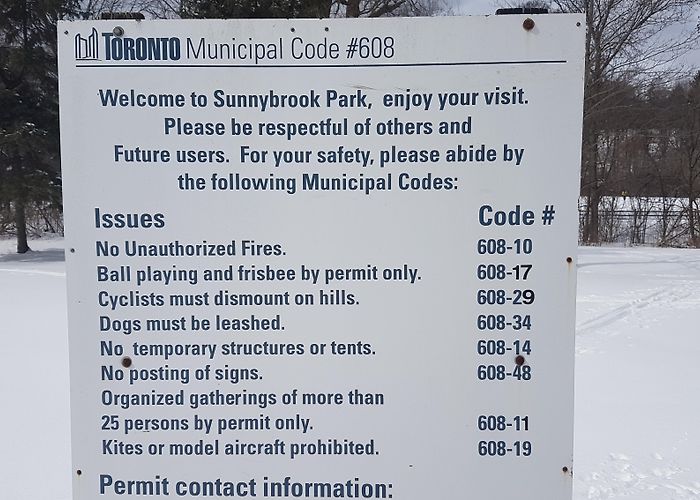 TORONTO Municipal Code #608
Welcome to Sunnybrook Park, enjoy your visit.
Please be respectful of others and
Future users. For your safety, please abide by
the following Municipal Codes:
Issues Code #
No Unauthorized Fires. 608-10
Ball playing and frisbee by permit only. 608-17
Cyclists must dismount on hills. 608-29
Dogs must be leashed. 608-34
No temporary structures or tents. 608-14
No posting of signs. 608-48
Organized gatherings of more than
25 persons by permit only. 608-11
Kites or model aircraft prohibited. 608-19
Permit contact information: